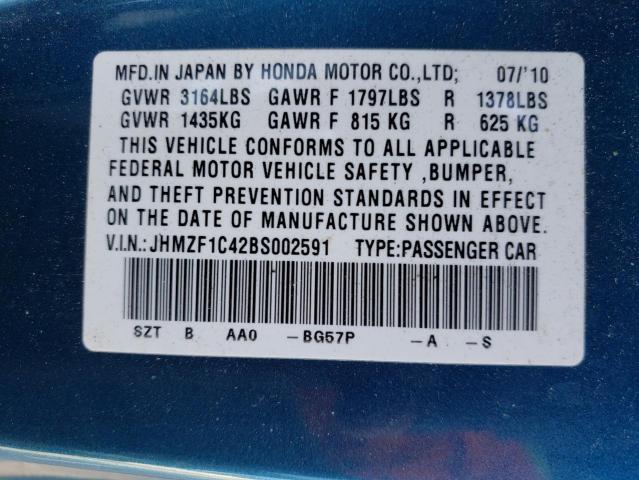 MFD.IN JAPAN BY HONDA MOTOR CO.,LTD; 07/'10
GVWR 3164LBS GAWR F 1797LBS R 1378LBS
GVWR 1435KG GAWR F 815 KG R 625 KG
THIS VEHICLE CONFORMS TO ALL APPLICABLE
FEDERAL MOTOR VEHICLE SAFETY ,BUMPER,
AND THEFT PREVENTION STANDARDS IN EFFECT
ON THE DATE OF MANUFACTURE SHOWN ABOVE.
V.I.N.: JHMZF1C42BS002591 TYPE:PASSENGER CAR
SZT B AA0 -BG57P -A -S